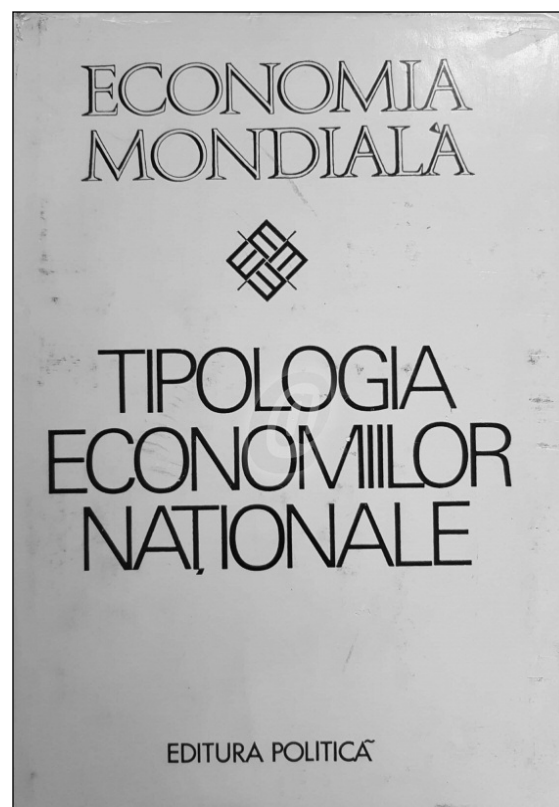 ECONOMIA
MONDIALĂ
TIPOLOGIA
ECONOMIILOR
NAȚIONALE
EDITURA POLITICĂ